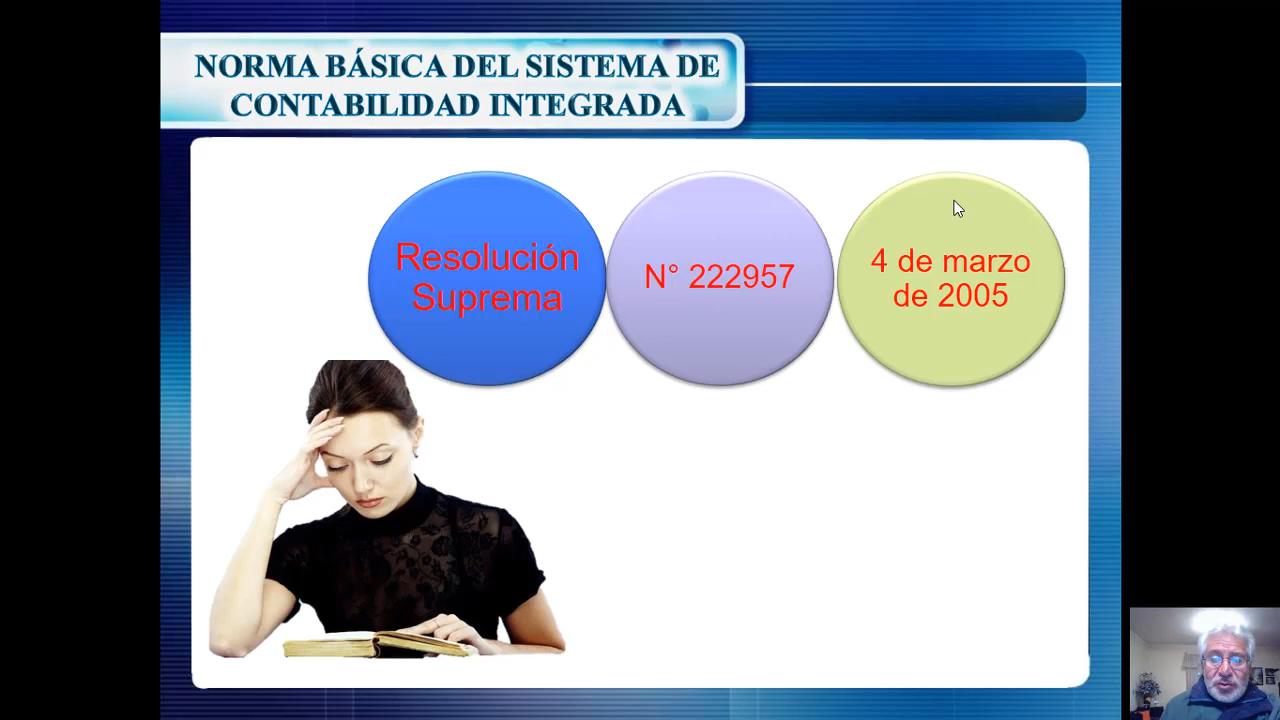 NORMA BÁSICA DEL SISTEMA DE
CONTABILIDAD INTEGRADA
Resolución
Suprema
N° 222957
4 de marzo
de 2005